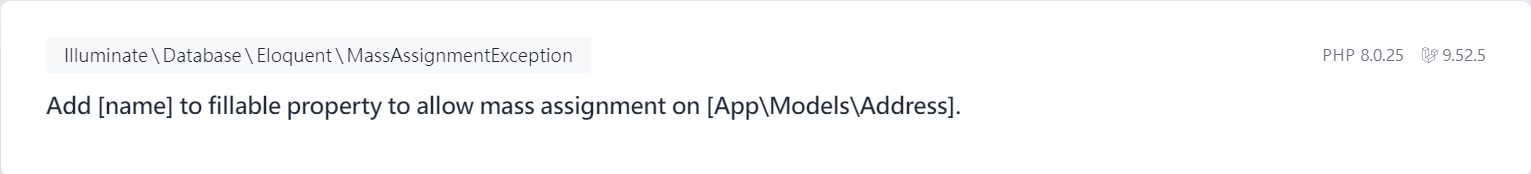 Illuminate\Database\Eloquent\MassAssignmentException
PHP 8.0.25 9.52.5
Add [name] to fillable property to allow mass assignment on [App\Models\Address].